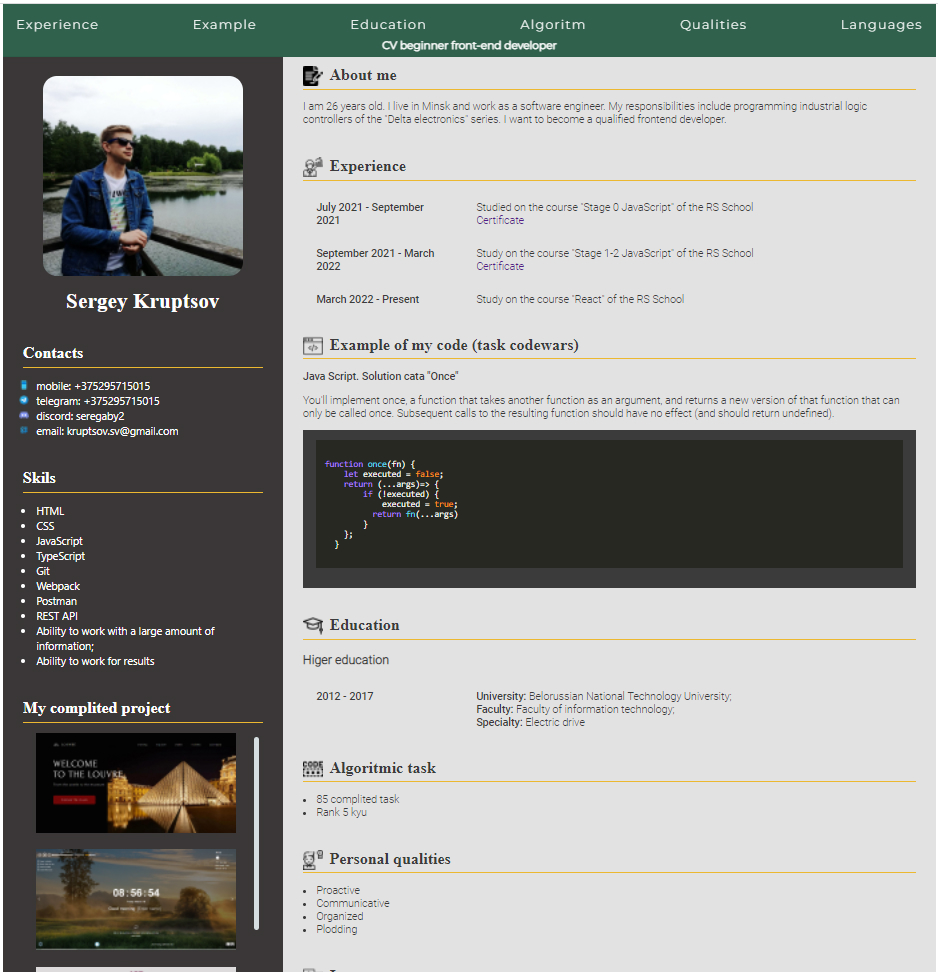 Experience Example Education Algoritm Qualities Languages
CV beginner front-end developer
Sergey Kruptsov
Contacts
mobile: +375295715015
telegram: +375295715015
discord: seregaby2
email: kruptsov.sv@gmail.com
Skils
HTML
CSS
JavaScript
TypeScript
Git
Webpack
Postman
REST API
Ability to work with a large amount of
information;
Ability to work for results
My complited project
WELCOME
TO THE LOUVRE
08:56:54
About me
I am 26 years old. I live in Minsk and work as a software engineer. My responsibilities include programming industrial logic
controllers of the "Delta electronics" series. I want to become a qualified frontend developer.
Experience
July 2021 - September
2021
Studied on the course "Stage 0 JavaScript" of the RS School
Certificate
September 2021 - March
2022
Study on the course "Stage 1-2 JavaScript" of the RS School
Certificate
March 2022 - Present
Study on the course "React" of the RS School
Example of my code (task codewars)
Java Script. Solution cata "Once"
You'll implement once, a function that takes another function as an argument, and returns a new version of that function that can
only be called once. Subsequent calls to the resulting function should have no effect (and should return undefined).
function once(fn) {
let executed = false;
return (...args)=> {
if (!executed) {
executed = true;
return fn(...args)
}
};
}
Education
Higer education
2012 - 2017
University: Belorussian National Technology University;
Faculty: Faculty of information technology;
Specialty: Electric drive
CODE
Algoritmic task
85 complited task
Rank 5 kyu
Personal qualities
Proactive
Communicative
Organized
Plodding